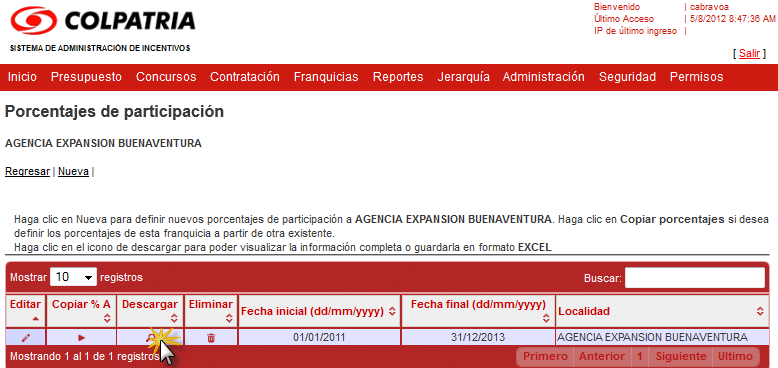 COLPATRIA
SISTEMA DE ADMINISTRACIÓN DE INCENTIVOS
Bienvenido | cabravoa
Último Acceso | 5/8/2012 8:47:36 AM
IP de último ingreso |
[ Salir ]
Inicio Presupuesto Concursos Contratación Franquicias Reportes Jerarquía Administración Seguridad Permisos
Porcentajes de participación
AGENCIA EXPANSION BUENAVENTURA
Regresar | Nueva |
Haga clic en Nueva para definir nuevos porcentajes de participación a AGENCIA EXPANSION BUENAVENTURA. Haga clic en Copiar porcentajes si desea
definir los porcentajes de esta franquicia a partir de otra existente.
Haga clic en el icono de descargar para poder visualizar la información completa o guardarla en formato EXCEL
Mostrar 10 registros Buscar:
Editar Copiar % A Descargar Eliminar Fecha inicial (dd/mm/yyyy) Fecha final (dd/mm/yyyy) Localidad
01/01/2011 31/12/2013 AGENCIA EXPANSION BUENAVENTURA
Mostrando 1 al 1 de 1 registros Primero Anterior 1 Siguiente Ultimo